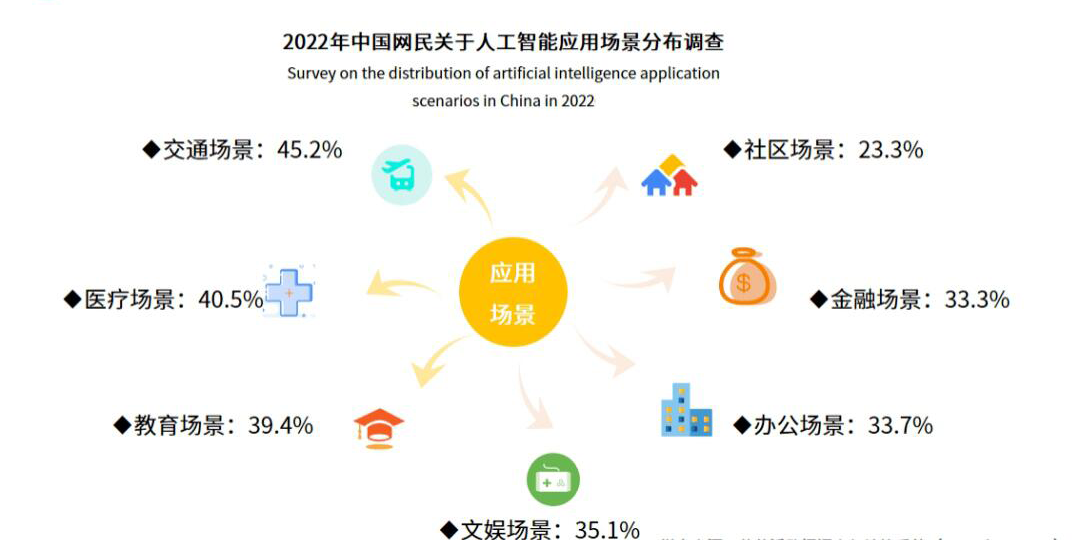 2022年中国网民关于人工智能应用场景分布调查
Survey on the distribution of artificial intelligence application
scenarios in China in 2022
◆交通场景：45.2%
◆社区场景：23.3%
应用
场景
◆医疗场景：40.5%
◆金融场景：33.3%
◆教育场景：39.4%
◆办公场景：33.7%
◆文娱场景：35.1%